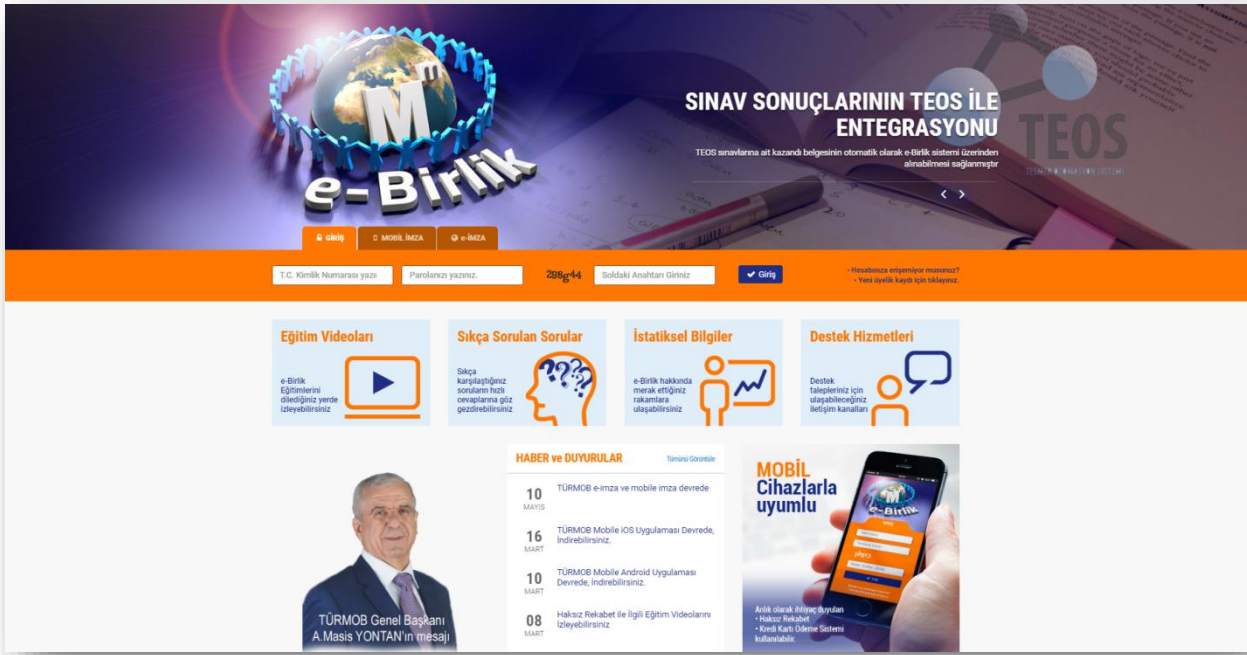 e-Birlik
SINAV SONUÇLARININ TEOS İLE
ENTEGRASYONU
TEOS sınavlarına ait kazandı belgesinin otomatik olarak e-Birlik sistemi üzerinden
alınabilmesi sağlanmıştır
TEOS
GİRİŞ
MOBİL İMZA
e-İMZA
T.C. Kimlik Numarası yazı
Parolanızı yazınız.
298g44
Soldaki Anahtarı Giriniz
Giriş
• Hesabınıza erişemiyor musunuz?
• Yeni üyelik kaydı için tıklayınız.
Eğitim Videoları
e-Birlik
Eğitimlerini
dilediğiniz yerde
izleyebilirsiniz
Sıkça Sorulan Sorular
Sıkça
karşılaştığınız
soruların hızlı
cevaplarına göz
gezdirebilirsiniz
İstatiksel Bilgiler
e-Birlik hakkında
merak ettiğiniz
rakamlara
ulaşabilirsiniz
Destek Hizmetleri
Destek
talepleriniz için
ulaşabileceğiniz
iletişim kanalları
TÜRMOB Genel Başkanı
A.Masis YONTAN'ın mesajı
HABER ve DUYURULAR
Tümünü Görüntüle
10
MAYIS
TÜRMOB e-imza ve mobile imza devrede
16
MART
TÜRMOB Mobile iOS Uygulaması Devrede,
İndirebilirsiniz.
10
MART
TÜRMOB Mobile Android Uygulaması
Devrede, İndirebilirsiniz.
08
MART
Haksız Rekabet ile İlgili Eğitim Videolarını
İzleyebilirsiniz
MOBİL
Cihazlarla
uyumlu
e-Birlik
Anlık olarak ihtiyaç duyulan
• Haksız Rekabet
• Kredi Kartı Ödeme Sistemi
kullanılabilir.